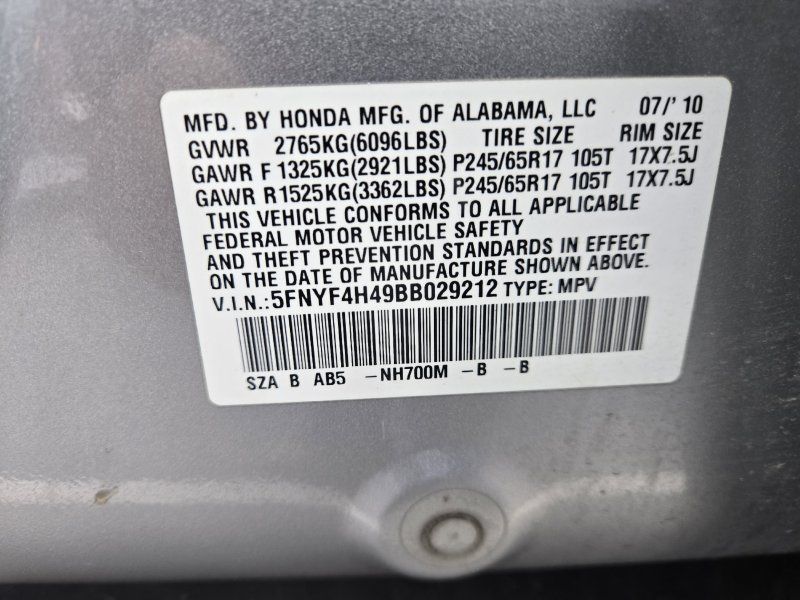 MFD. BY HONDA MFG. OF ALABAMA, LLC 07/' 10
GVWR 2765KG(6096LBS) TIRE SIZE RIM SIZE
GAWR F 1325KG(2921LBS) P245/65R17 105T 17X7.5J
GAWR R 1525KG(3362LBS) P245/65R17 105T 17X7.5J
THIS VEHICLE CONFORMS TO ALL APPLICABLE
FEDERAL MOTOR VEHICLE SAFETY
AND THEFT PREVENTION STANDARDS IN EFFECT
ON THE DATE OF MANUFACTURE SHOWN ABOVE.
V.I.N.:5FNYF4H49BB029212 TYPE: MPV
SZA B AB5 -NH700M -B -B